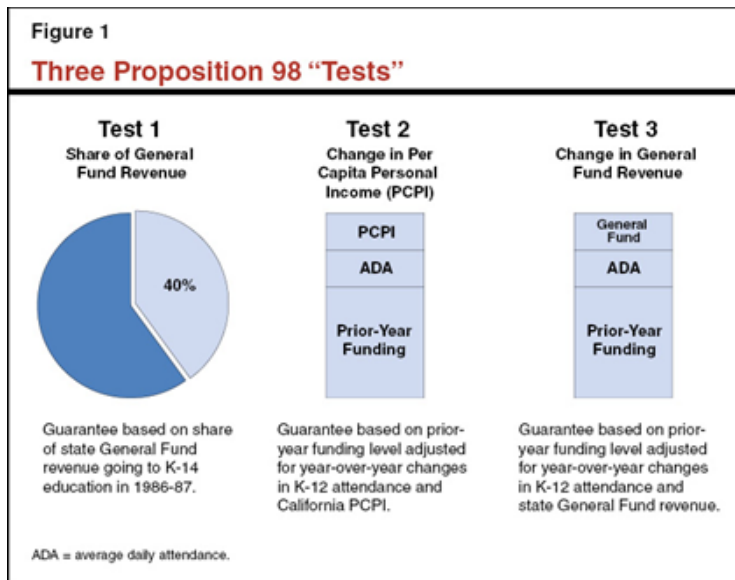 Figure 1
Three Proposition 98 “Tests”
Test 1
Share of General
Fund Revenue
40%
Guarantee based on share
of state General Fund
revenue going to K-14
education in 1986-87.
Test 2
Change in Per
Capita Personal
Income (PCPI)
PCPI
ADA
Prior-Year
Funding
Guarantee based on prior-
year funding level adjusted
for year-over-year changes
in K-12 attendance and
California PCPI.
Test 3
Change in General
Fund Revenue
General
Fund
ADA
Prior-Year
Funding
Guarantee based on prior-
year funding level adjusted
for year-over-year changes
in K-12 attendance and
state General Fund revenue.
ADA = average daily attendance.